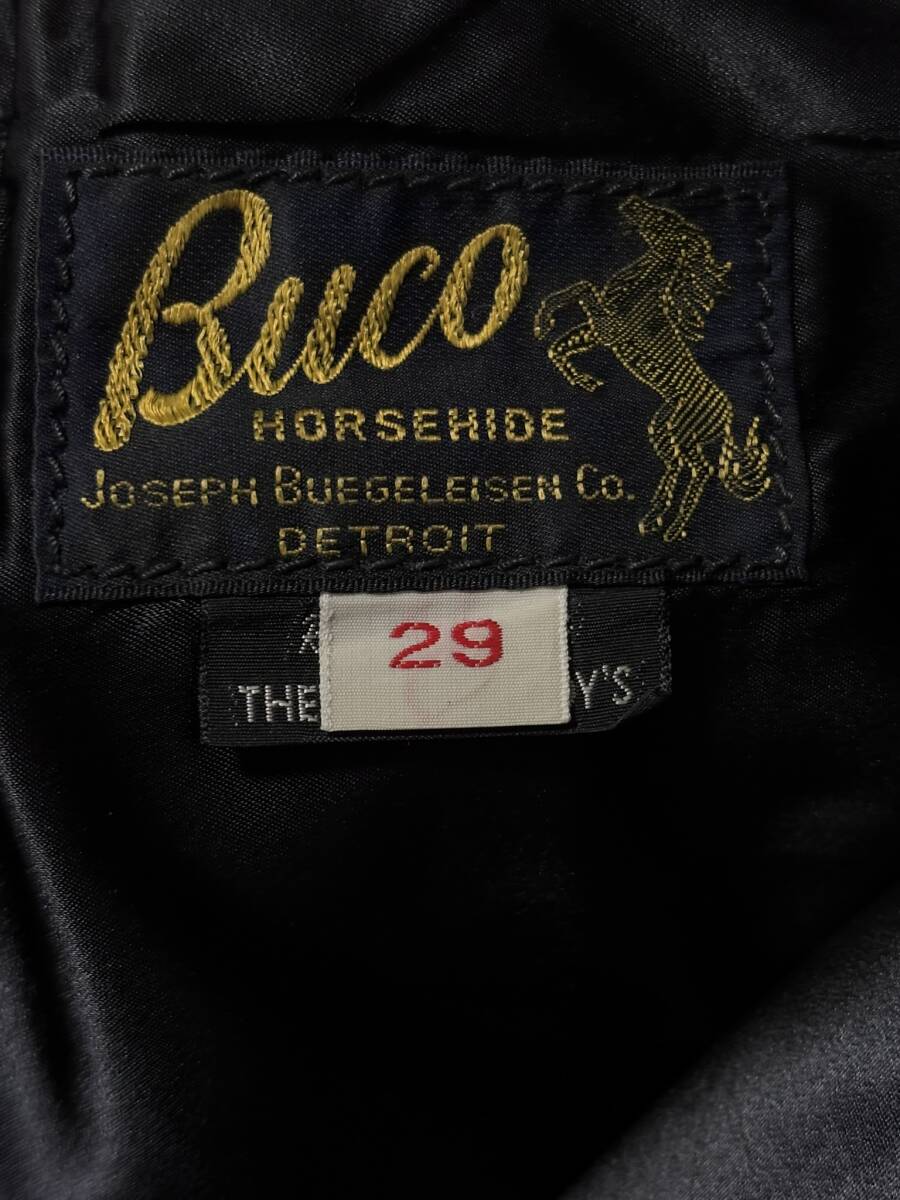 Buco
HORSEHIDE
JOSEPH BUEGELEISEN CO.
DETROIT
29
THE Y'S